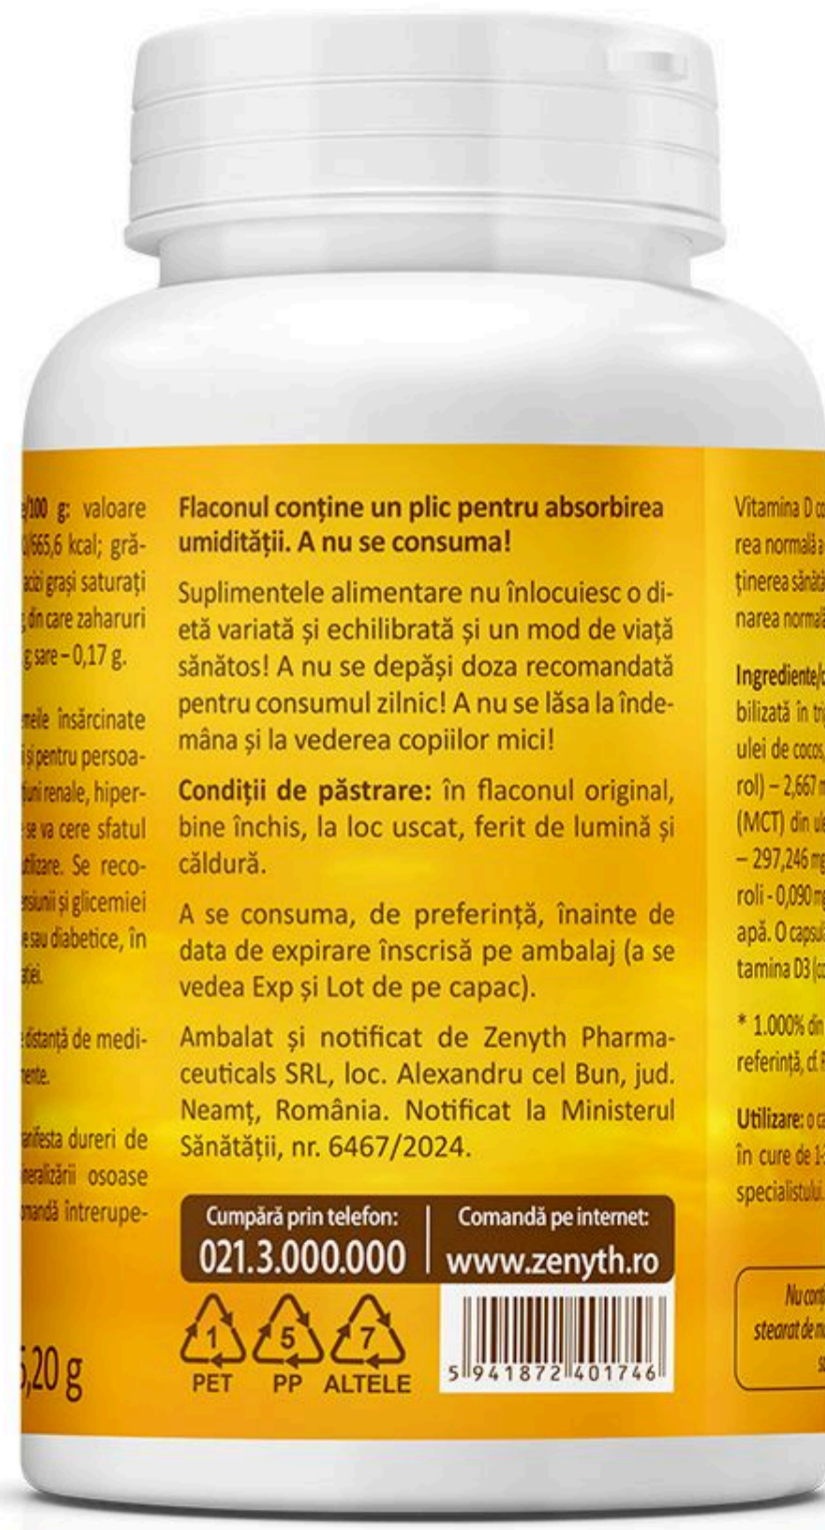 /100 g: valoare
/665,6 kcal; gră-
acizi grași saturați
din care zaharuri
g; sare – 0,17 g.
însărcinate
și pentru persoa-
renale, hiper-
se va cere sfatul
Se reco-
și glicemiei
sau diabetice, în
distanță de medi-
dureri de
osoase
întrerupe-
5,20 g
Flaconul conține un plic pentru absorbirea
umidității. A nu se consuma!
Suplimentele alimentare nu înlocuiesc o di-
etă variată și echilibrată și un mod de viață
sănătos! A nu se depăși doza recomandată
pentru consumul zilnic! A nu se lăsa la înde-
mâna și la vederea copiilor mici!
Condiții de păstrare: în flaconul original,
bine închis, la loc uscat, ferit de lumină și
căldură.
A se consuma, de preferință, înainte de
data de expirare înscrisă pe ambalaj (a se
vedea Exp și Lot de pe capac).
Ambalat și notificat de Zenyth Pharma-
ceuticals SRL, loc. Alexandru cel Bun, jud.
Neamț, România. Notificat la Ministerul
Sănătății, nr. 6467/2024.
Cumpără prin telefon:
021.3.000.000
Comandă pe internet:
www.zenyth.ro
1 5 7
PET PP ALTELE
5 941872 401746
Vitamina D
rea normală a
ținerea
narea
Ingrediente/
bilizată în
ulei de cocos,
rol) – 2,667
(MCT) din
– 297,246 mg
roli - 0,090 mg
apă. O
tamina D3
* 1.000% din
referință, cf.
Utilizare: o
în cure de
specialistului.
Nu
stearat de